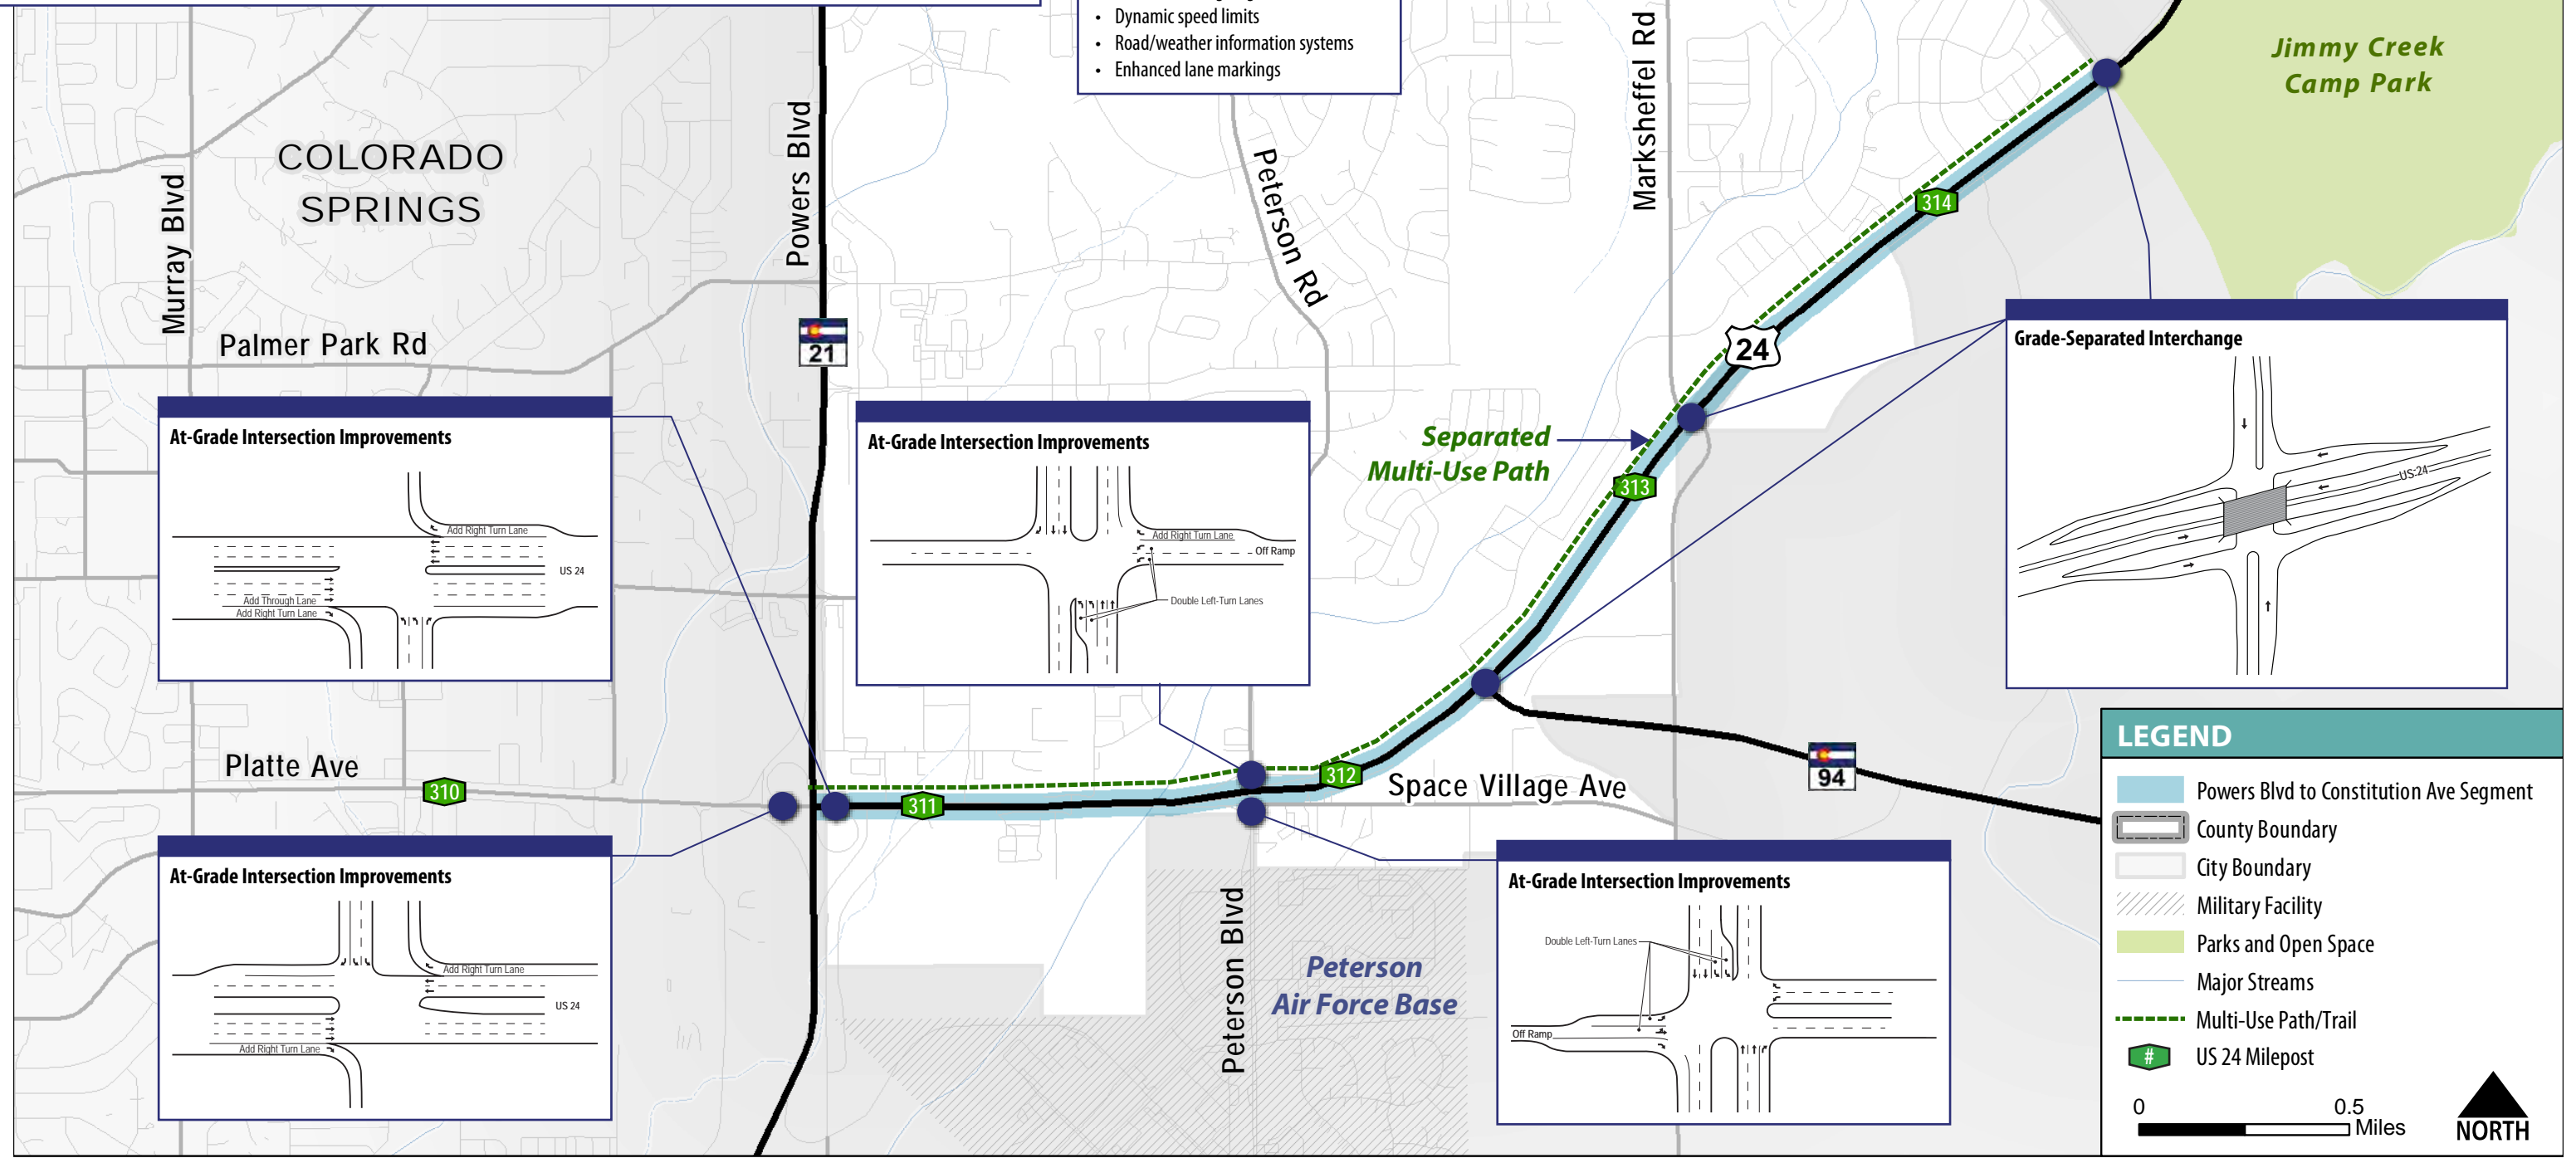 • Dynamic speed limits
• Road/weather information systems
• Enhanced lane markings
Jimmy Creek
Camp Park
COLORADO
SPRINGS
Murray Blvd
Powers Blvd
Peterson Rd
Marksheffel Rd
314
Palmer Park Rd
21
24
Grade-Separated Interchange
US-24
At-Grade Intersection Improvements
Add Right Turn Lane
US 24
Add Through Lane
Add Right Turn Lane
At-Grade Intersection Improvements
Add Right Turn Lane
Off Ramp
Double Left-Turn Lanes
Separated
Multi-Use Path
313
Platte Ave
310
311
312
Space Village Ave
94
At-Grade Intersection Improvements
Add Right Turn Lane
US 24
Add Right Turn Lane
Peterson Blvd
Peterson
Air Force Base
At-Grade Intersection Improvements
Double Left-Turn Lanes
Off Ramp
LEGEND
Powers Blvd to Constitution Ave Segment
County Boundary
City Boundary
Military Facility
Parks and Open Space
Major Streams
Multi-Use Path/Trail
# US 24 Milepost
0 0.5
Miles
NORTH